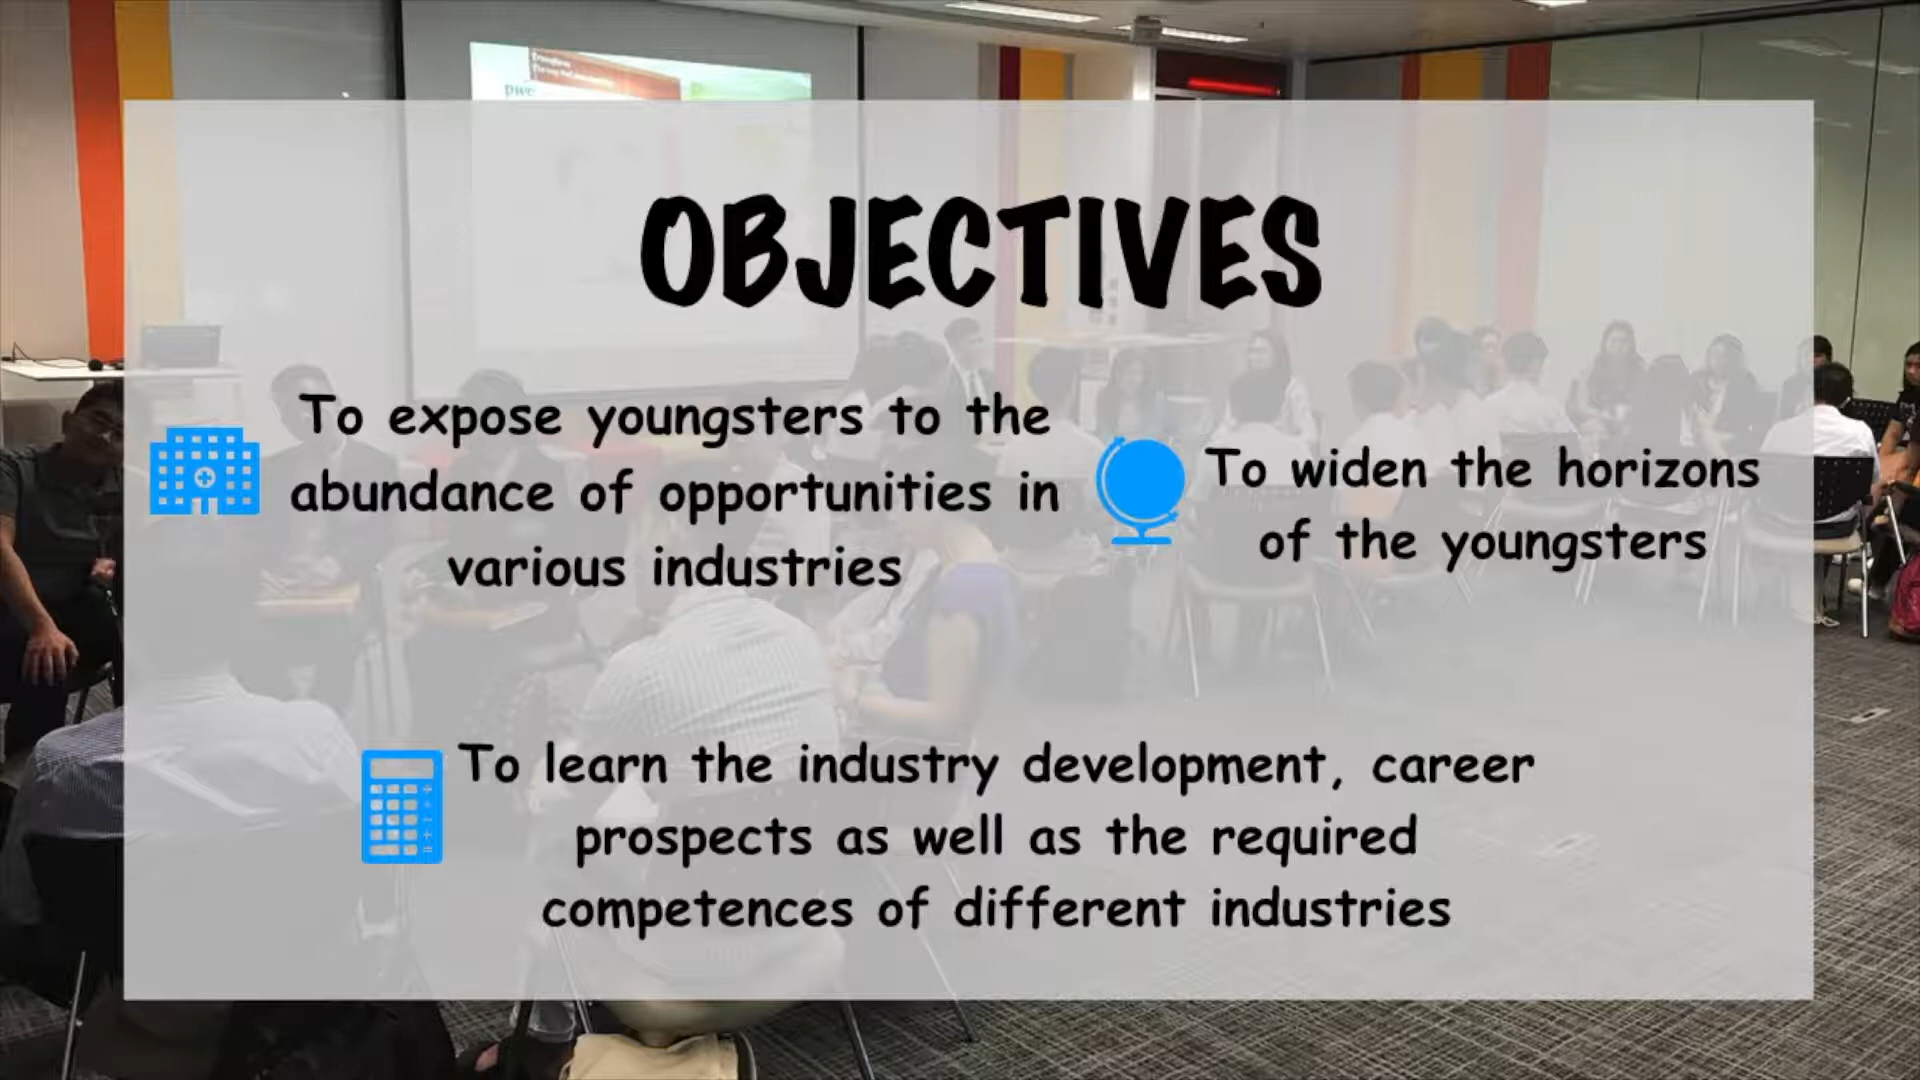 pwc
OBJECTIVES
To expose youngsters to the
abundance of opportunities in
various industries
To widen the horizons
of the youngsters
To learn the industry development, career
prospects as well as the required
competences of different industries